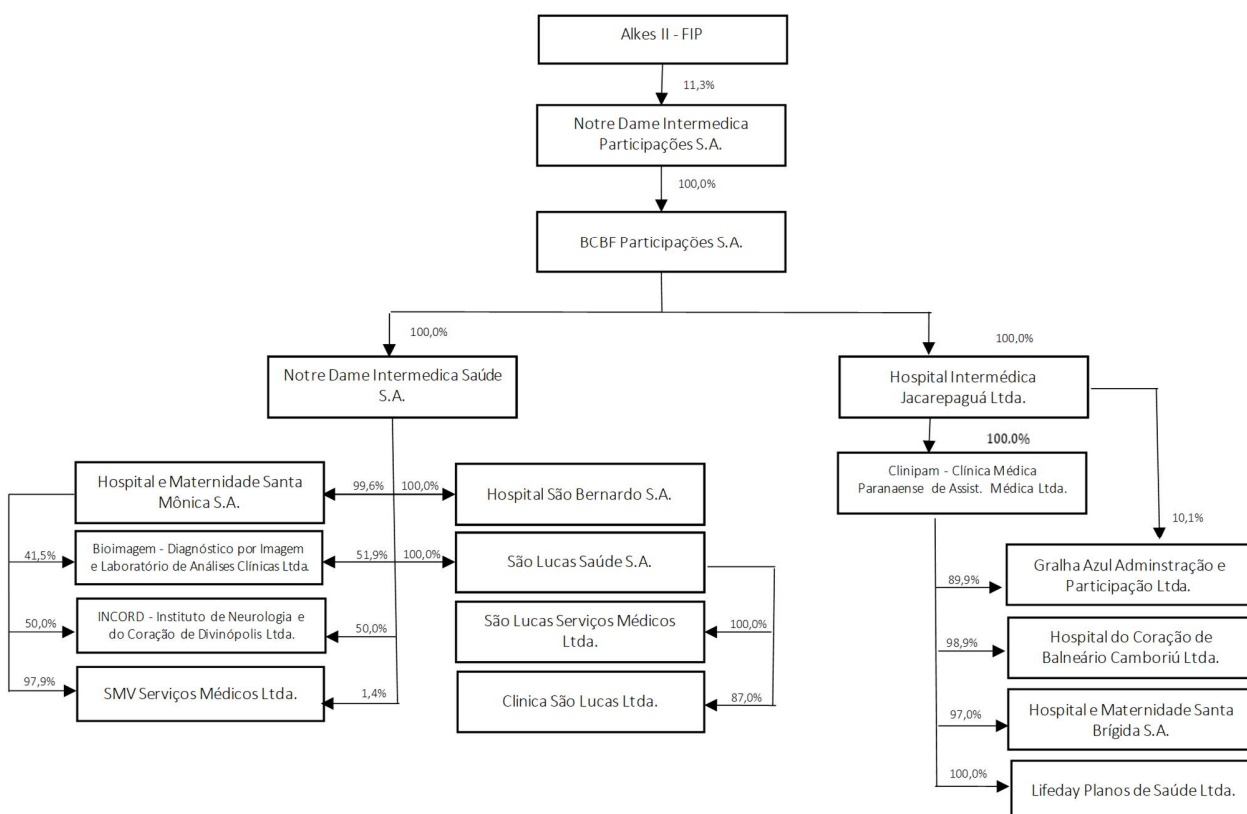 Alkes II - FIP
11,3%
Notre Dame Intermedica
Participações S.A.
100,0%
BCBF Participações S.A.
100,0%
100,0%
Notre Dame Intermedica Saúde
S.A.
Hospital Intermédica
Jacarepaguá Ltda.
100.0%
Hospital e Maternidade Santa
Mônica S.A.
99,6%
100,0%
Hospital São Bernardo S.A.
Clinipam - Clínica Médica
Paranaense de Assist. Médica Ltda.
10,1%
41,5%
Bioimagem - Diagnóstico por Imagem
e Laboratório de Análises Clínicas Ltda.
51,9%
100,0%
São Lucas Saúde S.A.
89,9%
Gralha Azul Adminstração e
Participação Ltda.
50,0%
INCORD - Instituto de Neurologia e
do Coração de Divinópolis Ltda.
50,0%
São Lucas Serviços Médicos
Ltda.
100,0%
98,9%
Hospital do Coração de
Balneário Camboriú Ltda.
97,9%
SMV Serviços Médicos Ltda.
1,4%
Clinica São Lucas Ltda.
87,0%
97,0%
Hospital e Maternidade Santa
Brígida S.A.
100,0%
Lifeday Planos de Saúde Ltda.